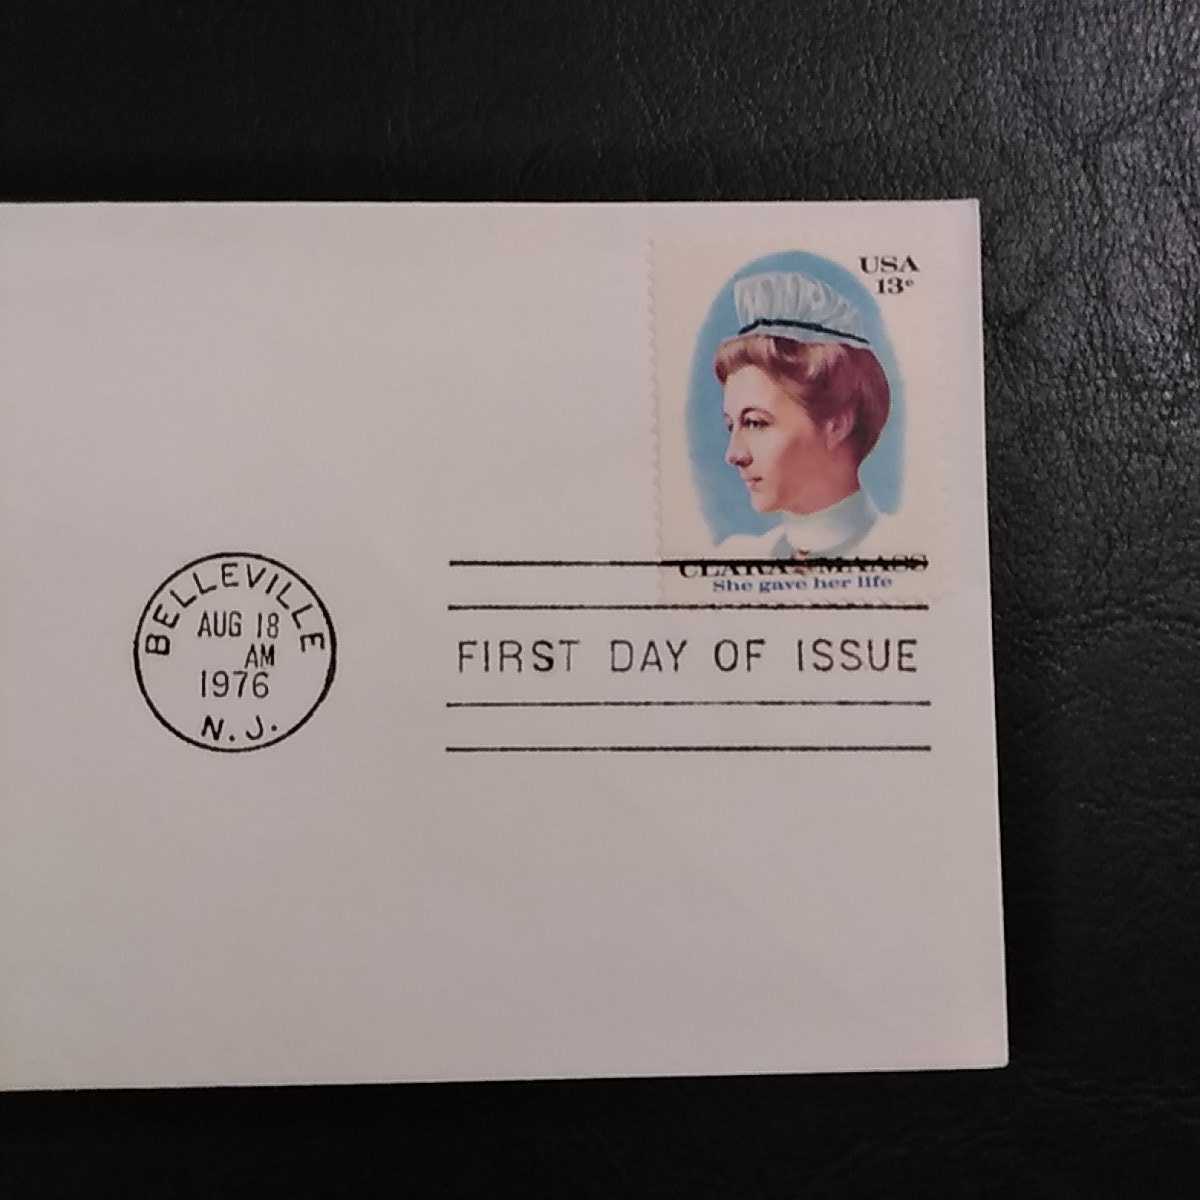 USA
13c
CLARA MAASS
She gave her life
BELLEVILLE
AUG 18
AM
1976
N.J.
FIRST DAY OF ISSUE